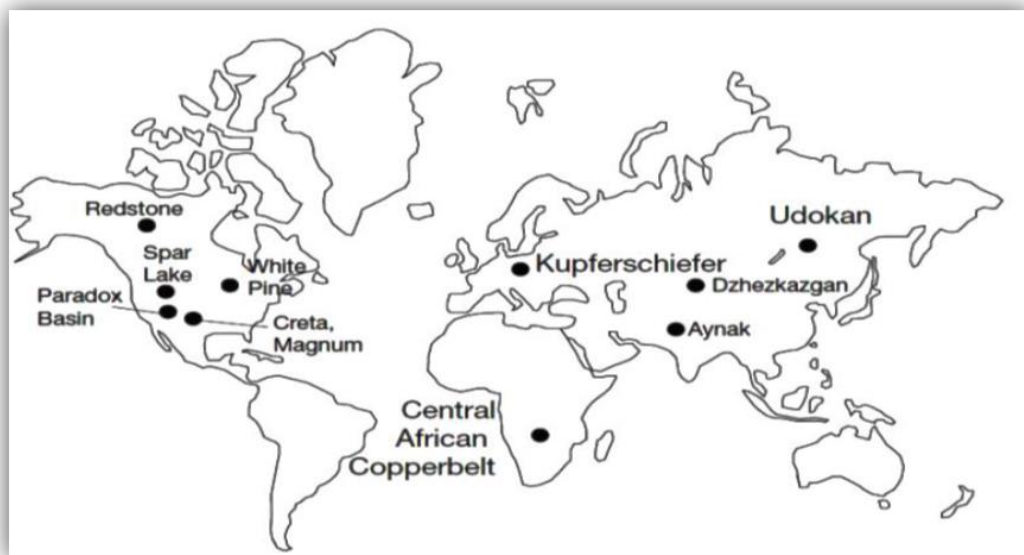 Redstone
Udokan
Spar
Lake
White
Pine
Kupferschiefer
Dzhezkazgan
Paradox
Basin
Creta,
Magnum
Aynak
Central
African
Copperbelt